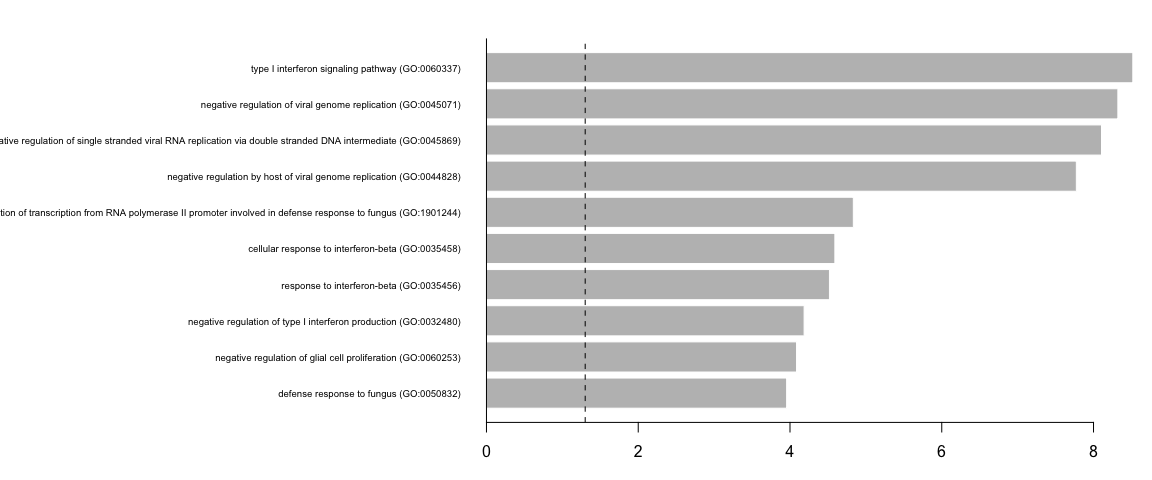 type I interferon signaling pathway (GO:0060337)
negative regulation of viral genome replication (GO:0045071)
regulation of single stranded viral RNA replication via double stranded DNA intermediate (GO:0045869)
negative regulation by host of viral genome replication (GO:0044828)
of transcription from RNA polymerase II promoter involved in defense response to fungus (GO:1901244)
cellular response to interferon-beta (GO:0035458)
response to interferon-beta (GO:0035456)
negative regulation of type I interferon production (GO:0032480)
negative regulation of glial cell proliferation (GO:0060253)
defense response to fungus (GO:0050832)
0 2 4 6 8